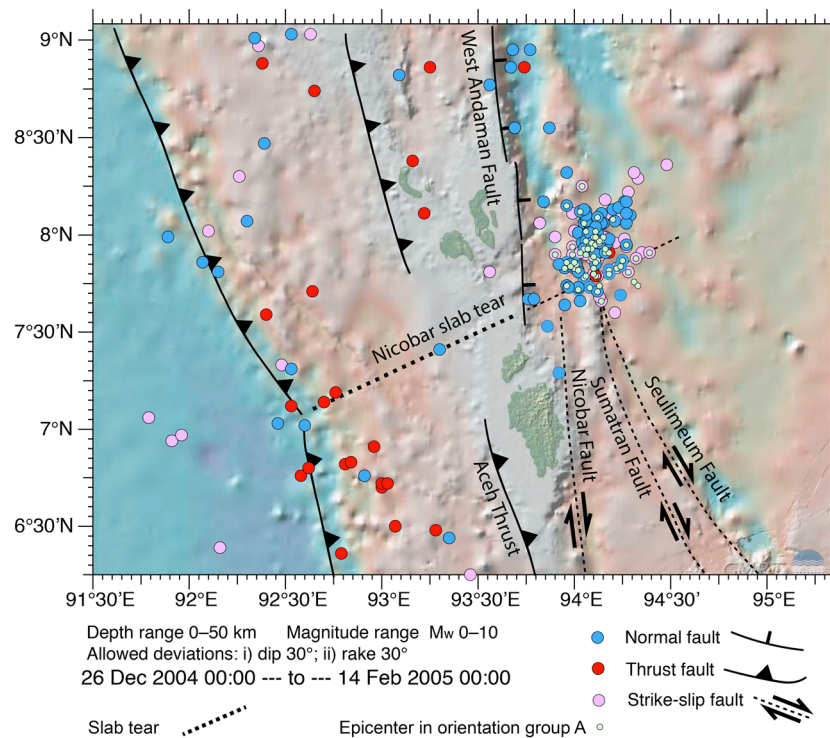 9°N
8°30'N
8°N
7°30'N
7°N
6°30'N
West Andaman Fault
Nicobar slab tear
Nicobar Fault
Sumatran Fault
Seulimeum Fault
Aceh Thrust
91°30'E 92°E 92°30'E 93°E 93°30'E 94°E 94°30'E 95°E
Depth range 0–50 km Magnitude range Mw 0–10
Allowed deviations: i) dip 30°; ii) rake 30°
26 Dec 2004 00:00 --- to --- 14 Feb 2005 00:00
Slab tear
Epicenter in orientation group A
Normal fault
Thrust fault
Strike-slip fault